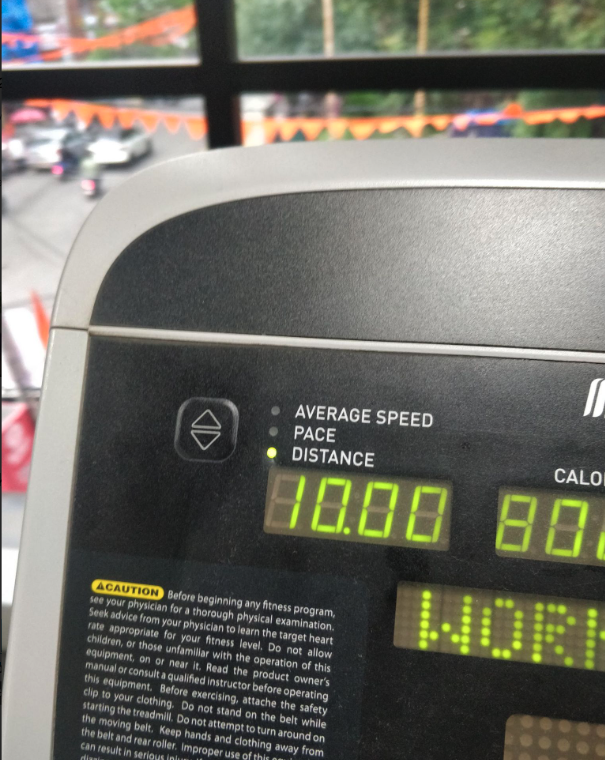 AVERAGE SPEED
PACE
DISTANCE
10.00
CAUTION Before beginning any fitness program,
see your physician for a thorough physical examination.
Seek advice from your physician to learn the target heart
rate appropriate for your fitness level. Do not allow
children, or those unfamiliar with the operation of this
equipment, on or near it. Read the product owner's
manual or consult a qualified instructor before operating
this equipment. Before exercising, attache the safety
clip to your clothing. Do not stand on the belt while
starting the treadmill. Do not attempt to turn around on
the moving belt. Keep hands and clothing away from
the belt and rear roller. Improper use of this
can result in serious